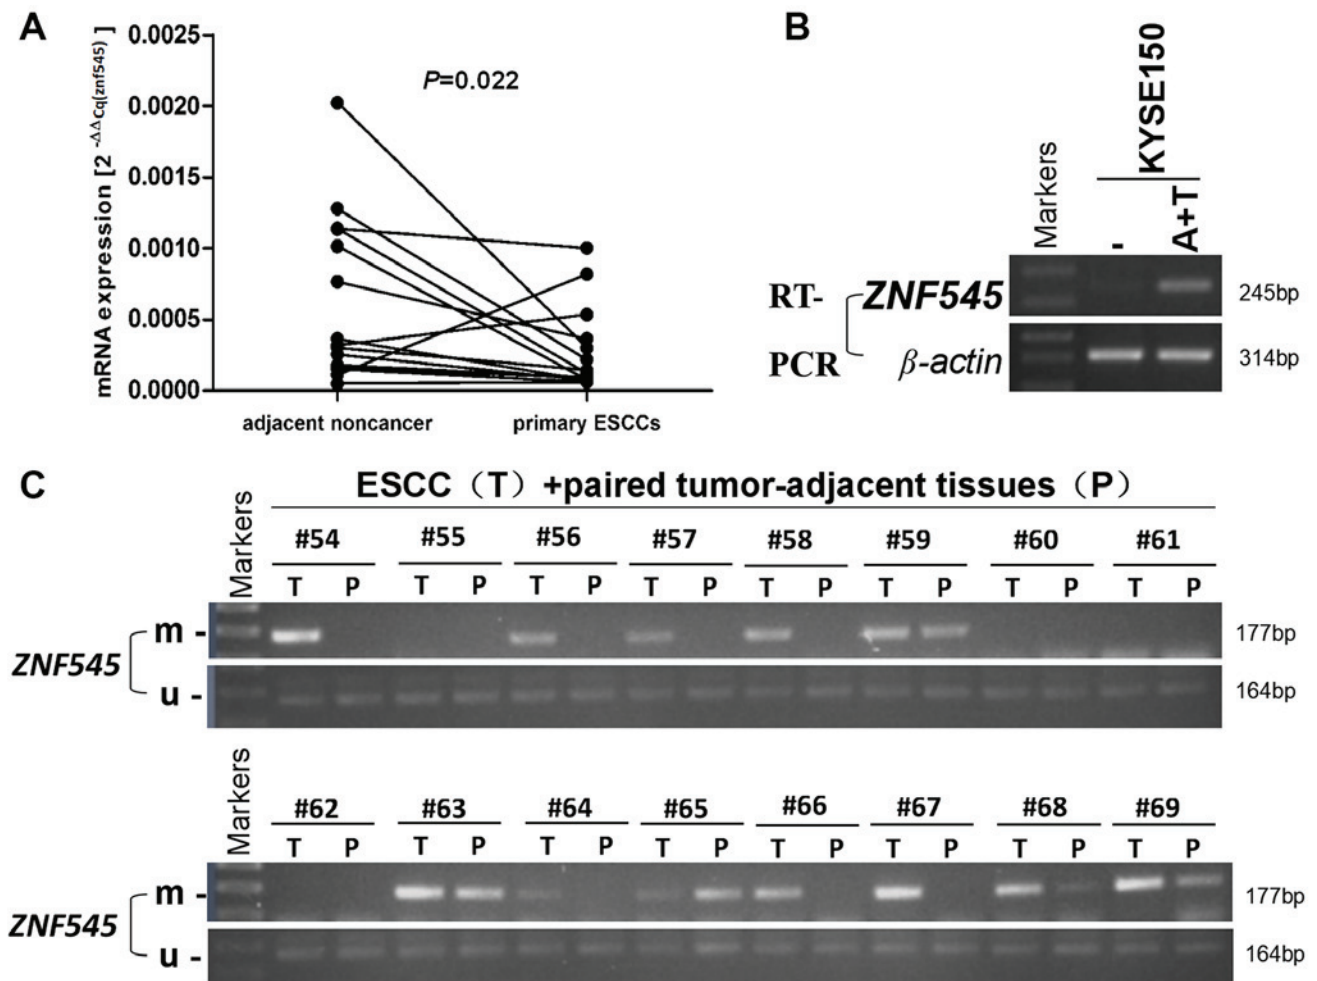 A
mRNA expression [2 -ΔΔCq(znf545) ]
0.0025
0.0020
0.0015
0.0010
0.0005
0.0000
P=0.022
adjacent noncancer
primary ESCCs
B
KYSE150
Markers
-
A+T
RT-
PCR
ZNF545
245bp
β-actin
314bp
C
ESCC（T）+paired tumor-adjacent tissues（P）
Markers
#54 #55 #56 #57 #58 #59 #60 #61
T P T P T P T P T P T P T P T P
ZNF545
m - 177bp
u - 164bp
Markers
#62 #63 #64 #65 #66 #67 #68 #69
T P T P T P T P T P T P T P T P
ZNF545
m - 177bp
u - 164bp